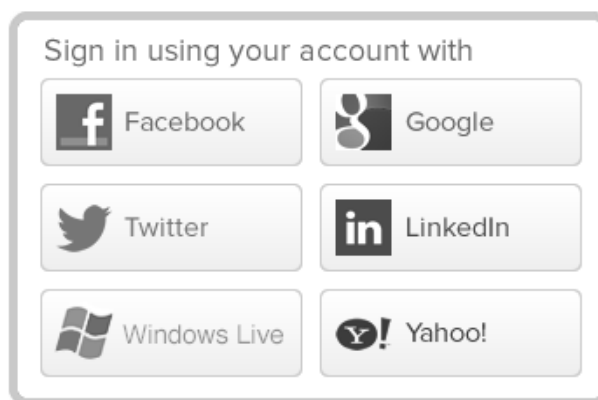 Sign in using your account with
Facebook
Google
Twitter
LinkedIn
Windows Live
Yahoo!